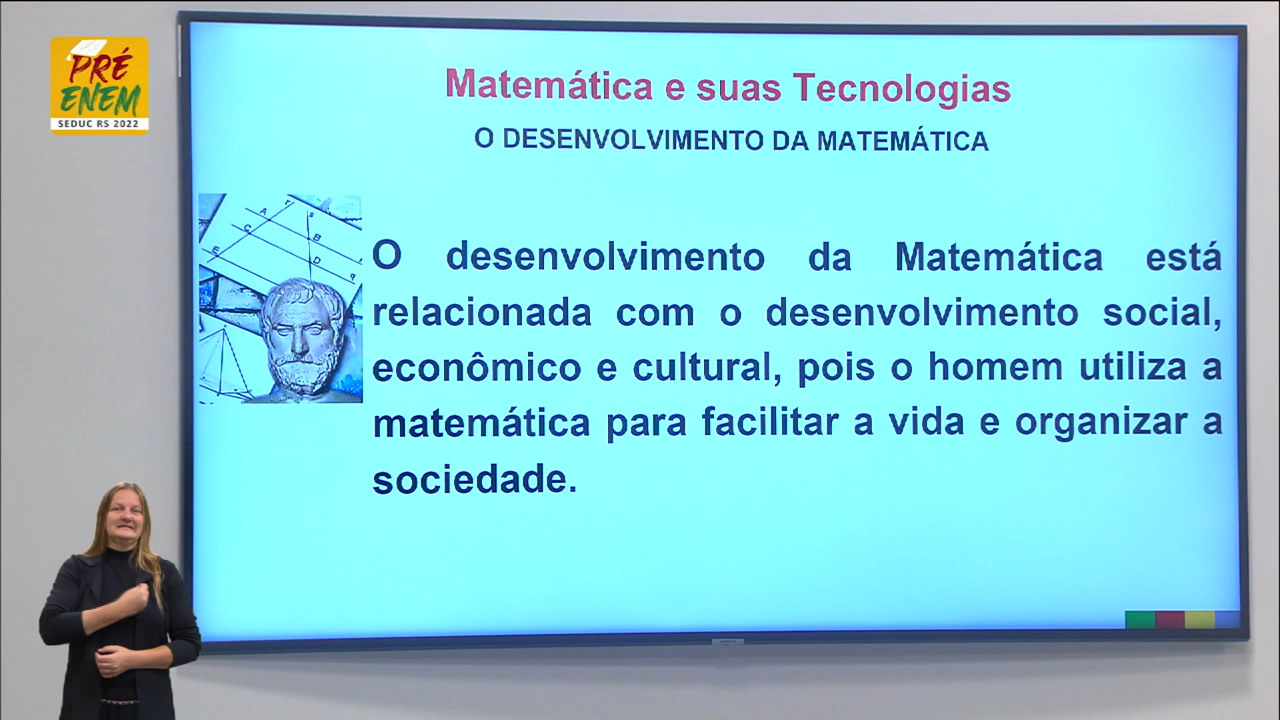 PRÉ
ENEM
SEDUC RS 2022
Matemática e suas Tecnologias
O DESENVOLVIMENTO DA MATEMÁTICA
A r s
C B
E D q
O desenvolvimento da Matemática está
relacionada com o desenvolvimento social,
econômico e cultural, pois o homem utiliza a
matemática para facilitar a vida e organizar a
sociedade.